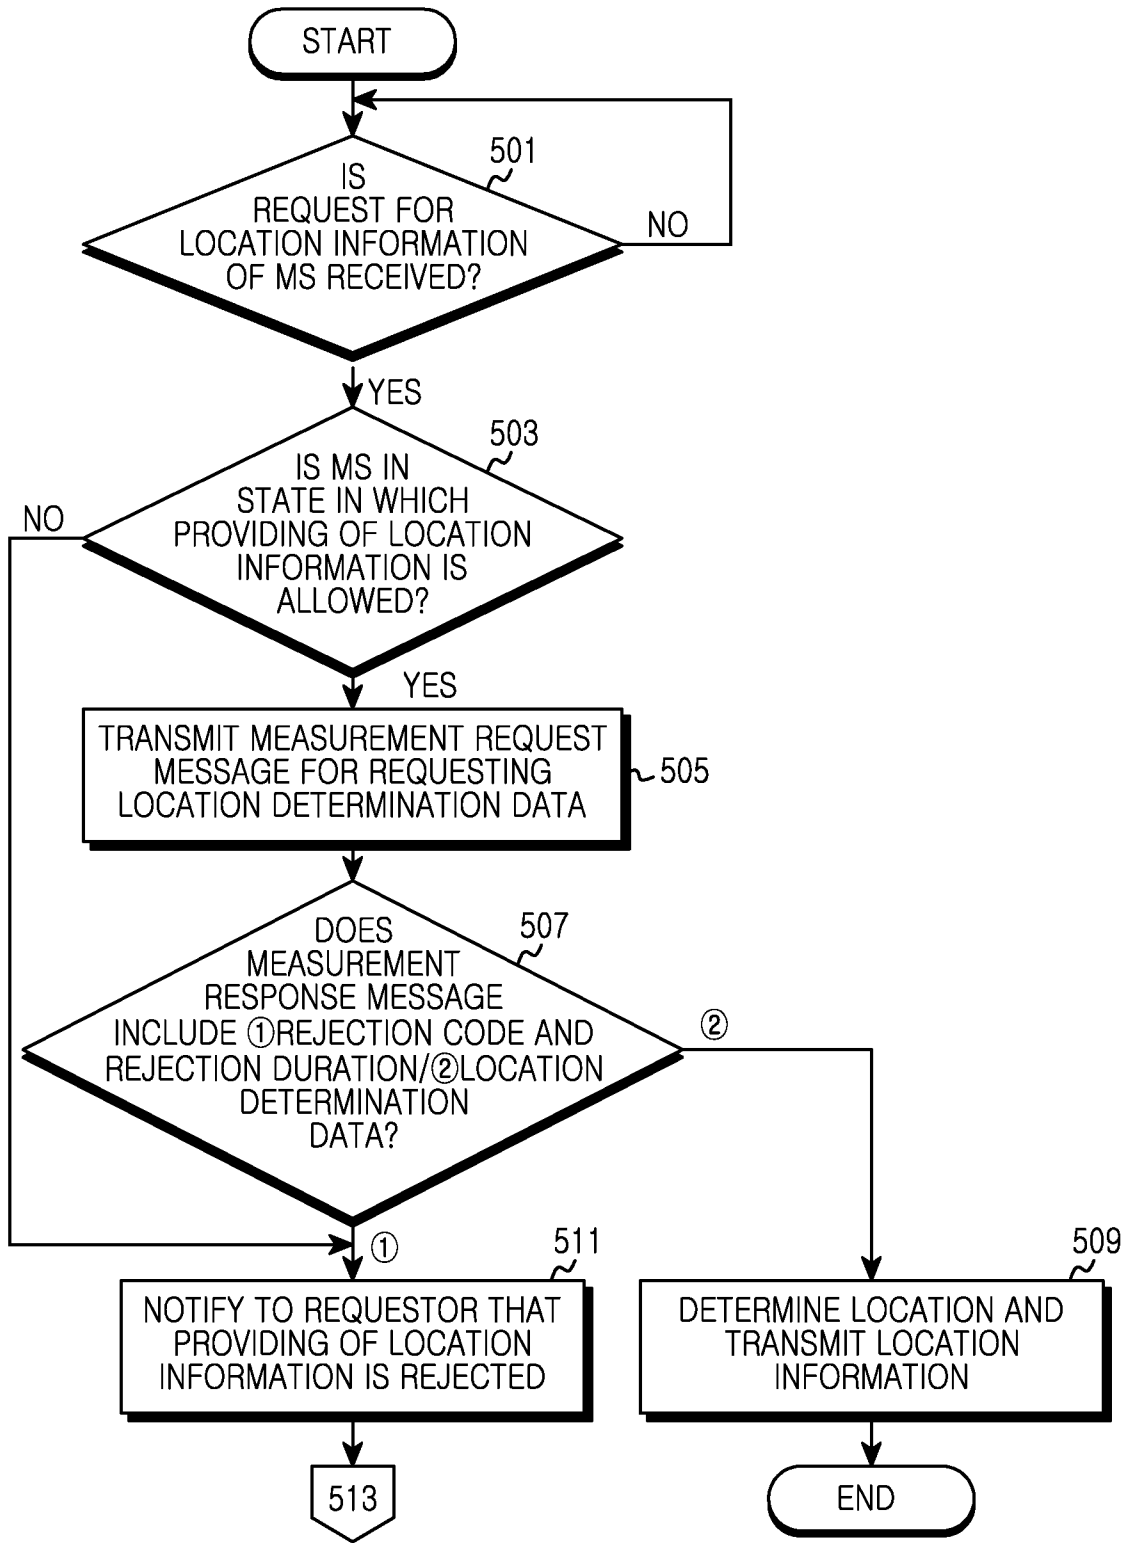 START
501
IS
REQUEST FOR
LOCATION INFORMATION
OF MS RECEIVED?
NO
YES
503
IS MS IN
STATE IN WHICH
PROVIDING OF LOCATION
INFORMATION IS
ALLOWED?
NO
YES
TRANSMIT MEASUREMENT REQUEST
MESSAGE FOR REQUESTING
LOCATION DETERMINATION DATA
505
507
DOES
MEASUREMENT
RESPONSE MESSAGE
INCLUDE ①REJECTION CODE AND
REJECTION DURATION/②LOCATION
DETERMINATION
DATA?
②
①
511
NOTIFY TO REQUESTOR THAT
PROVIDING OF LOCATION
INFORMATION IS REJECTED
509
DETERMINE LOCATION AND
TRANSMIT LOCATION
INFORMATION
513
END